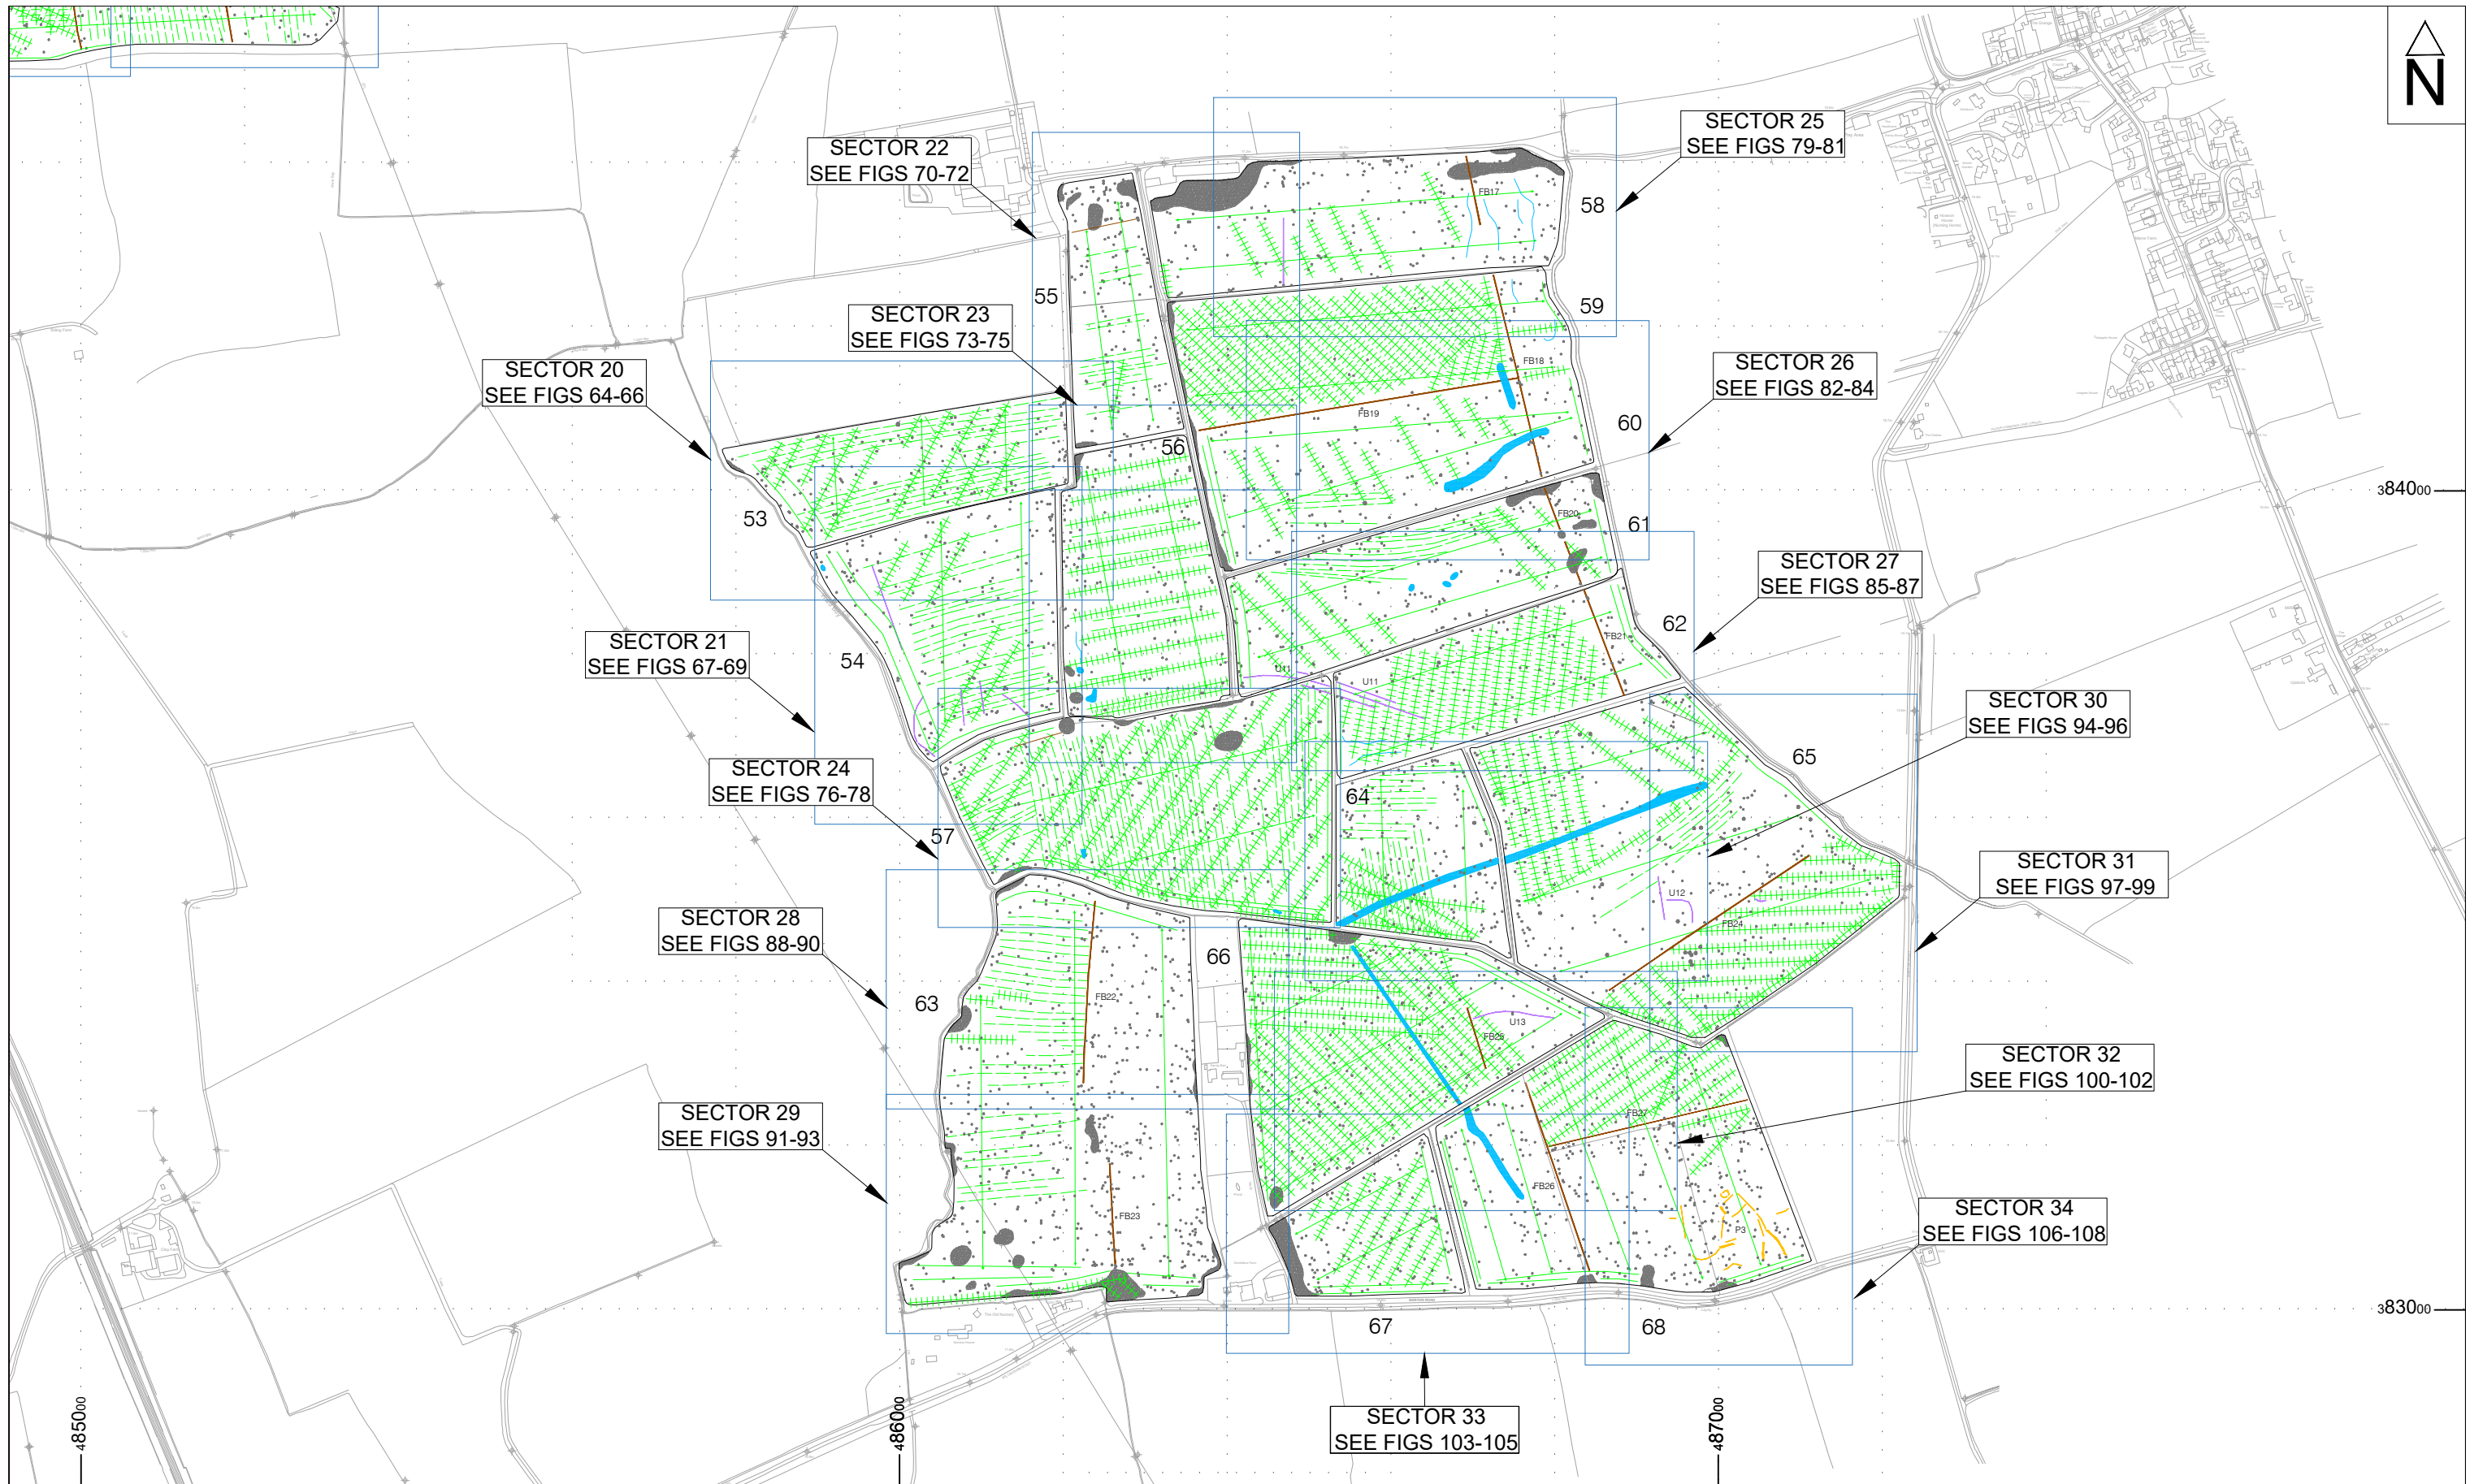 N
SECTOR 22
SEE FIGS 70-72
SECTOR 25
SEE FIGS 79-81
58
FB17
55
59
SECTOR 23
SEE FIGS 73-75
SECTOR 20
SEE FIGS 64-66
FB18
SECTOR 26
SEE FIGS 82-84
FB19
60
56
384000
53
FB20
61
SECTOR 27
SEE FIGS 85-87
62
FB21
SECTOR 21
SEE FIGS 67-69
54
U11
U11
SECTOR 30
SEE FIGS 94-96
65
SECTOR 24
SEE FIGS 76-78
64
57
SECTOR 31
SEE FIGS 97-99
U12
FB24
SECTOR 28
SEE FIGS 88-90
66
63
FB22
U13
FB25
SECTOR 32
SEE FIGS 100-102
SECTOR 29
SEE FIGS 91-93
FB27
FB26
FB23
P3
SECTOR 34
SEE FIGS 106-108
383000
67
68
SECTOR 33
SEE FIGS 103-105
485000
486000
487000